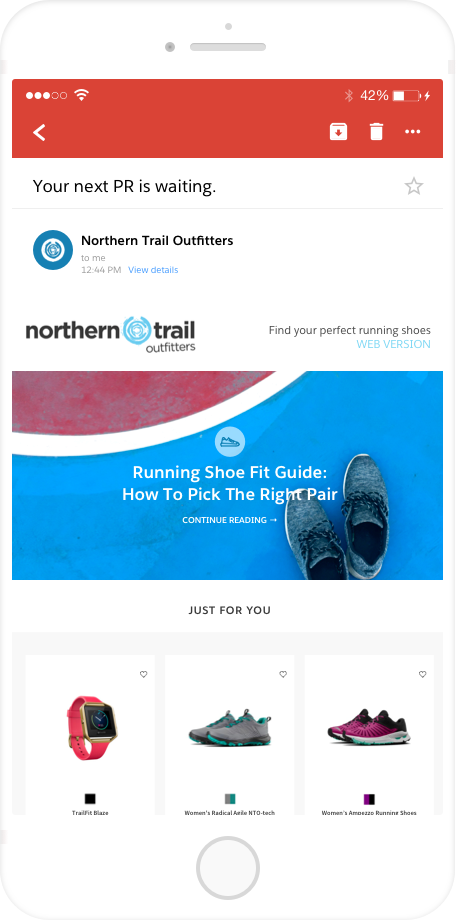 42%
Your next PR is waiting.
Northern Trail Outfitters
to me
12:44 PM View details
northern trail
outfitters
Find your perfect running shoes
WEB VERSION
Running Shoe Fit Guide:
How To Pick The Right Pair
CONTINUE READING →
JUST FOR YOU
TrailFit Blaze
Women's Radical Agile NTO-tech
Women's Ampezzo Running Shoes